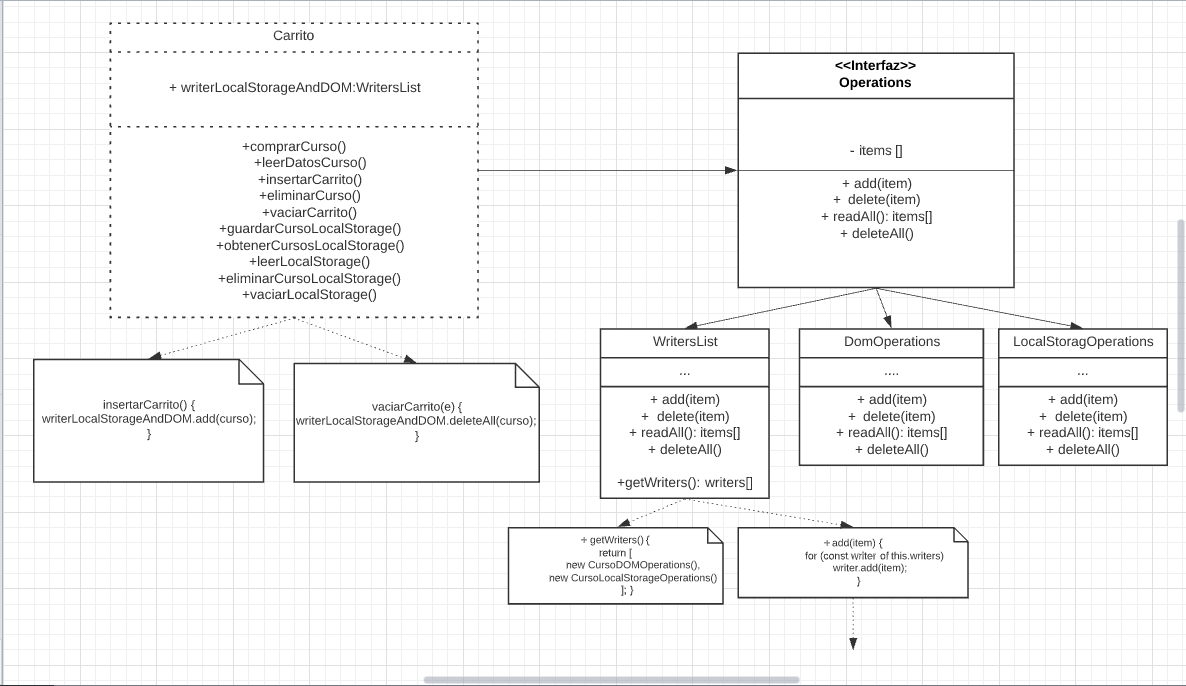 Carrito
+ writerLocalStorageAndDOM:WritersList
+comprarCurso()
+leerDatosCurso()
+insertarCarrito()
+eliminarCurso()
+vaciarCarrito()
+guardarCursoLocalStorage()
+obtenerCursosLocalStorage()
+leerLocalStorage()
+eliminarCursoLocalStorage()
+vaciarLocalStorage()
<<Interfaz>>
Operations
- items []
+ add(item)
+ delete(item)
+ readAll(): items[]
+ deleteAll()
insertarCarrito() {
writerLocalStorageAndDOM.add(curso);
}
vaciarCarrito(e) {
writerLocalStorageAndDOM.deleteAll(curso);
}
WritersList
...
+ add(item)
+ delete(item)
+ readAll(): items[]
+ deleteAll()
+getWriters(): writers[]
DomOperations
....
+ add(item)
+ delete(item)
+ readAll(): items[]
+ deleteAll()
LocalStoragOperations
...
+ add(item)
+ delete(item)
+ readAll(): items[]
+ deleteAll()
+ getWriters() {
return [
new CursoDOMOperations(),
new CursoLocalStorageOperations()
]; }
+ add(item) {
for (const writer of this.writers)
writer.add(item);
}